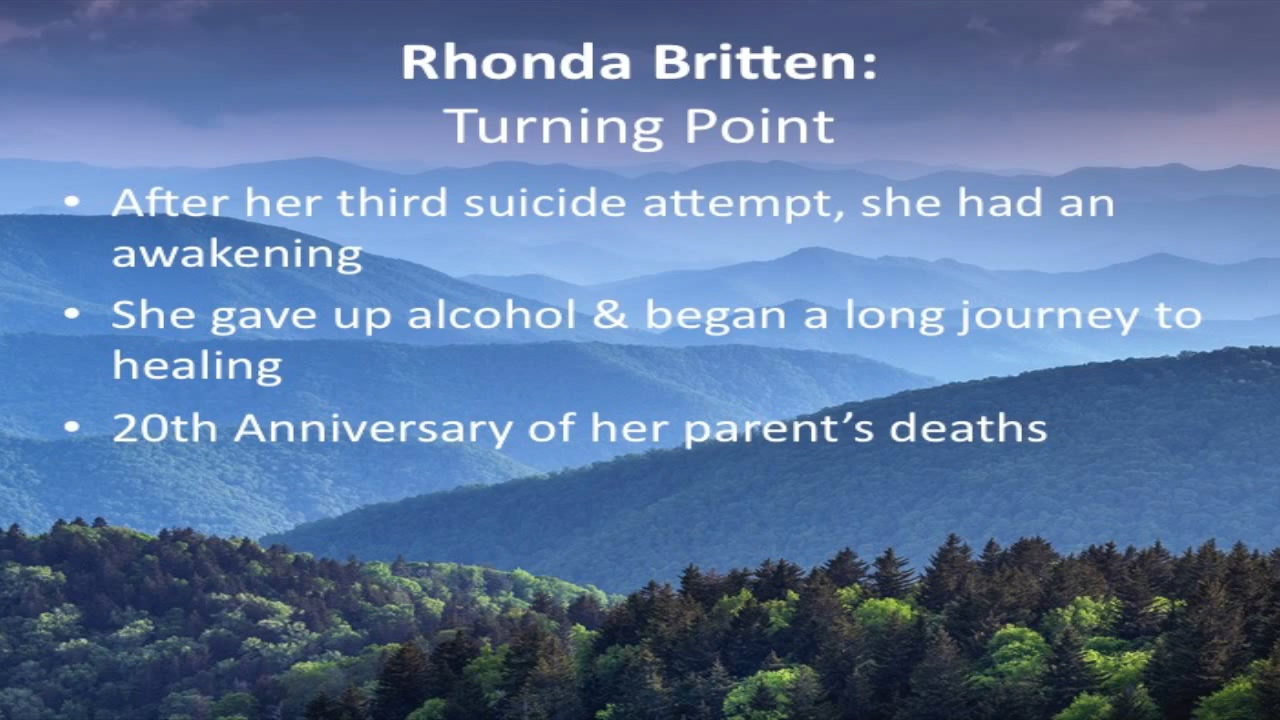 Rhonda Britten:
Turning Point
• After her third suicide attempt, she had an
awakening
• She gave up alcohol & began a long journey to
healing
• 20th Anniversary of her parent’s deaths